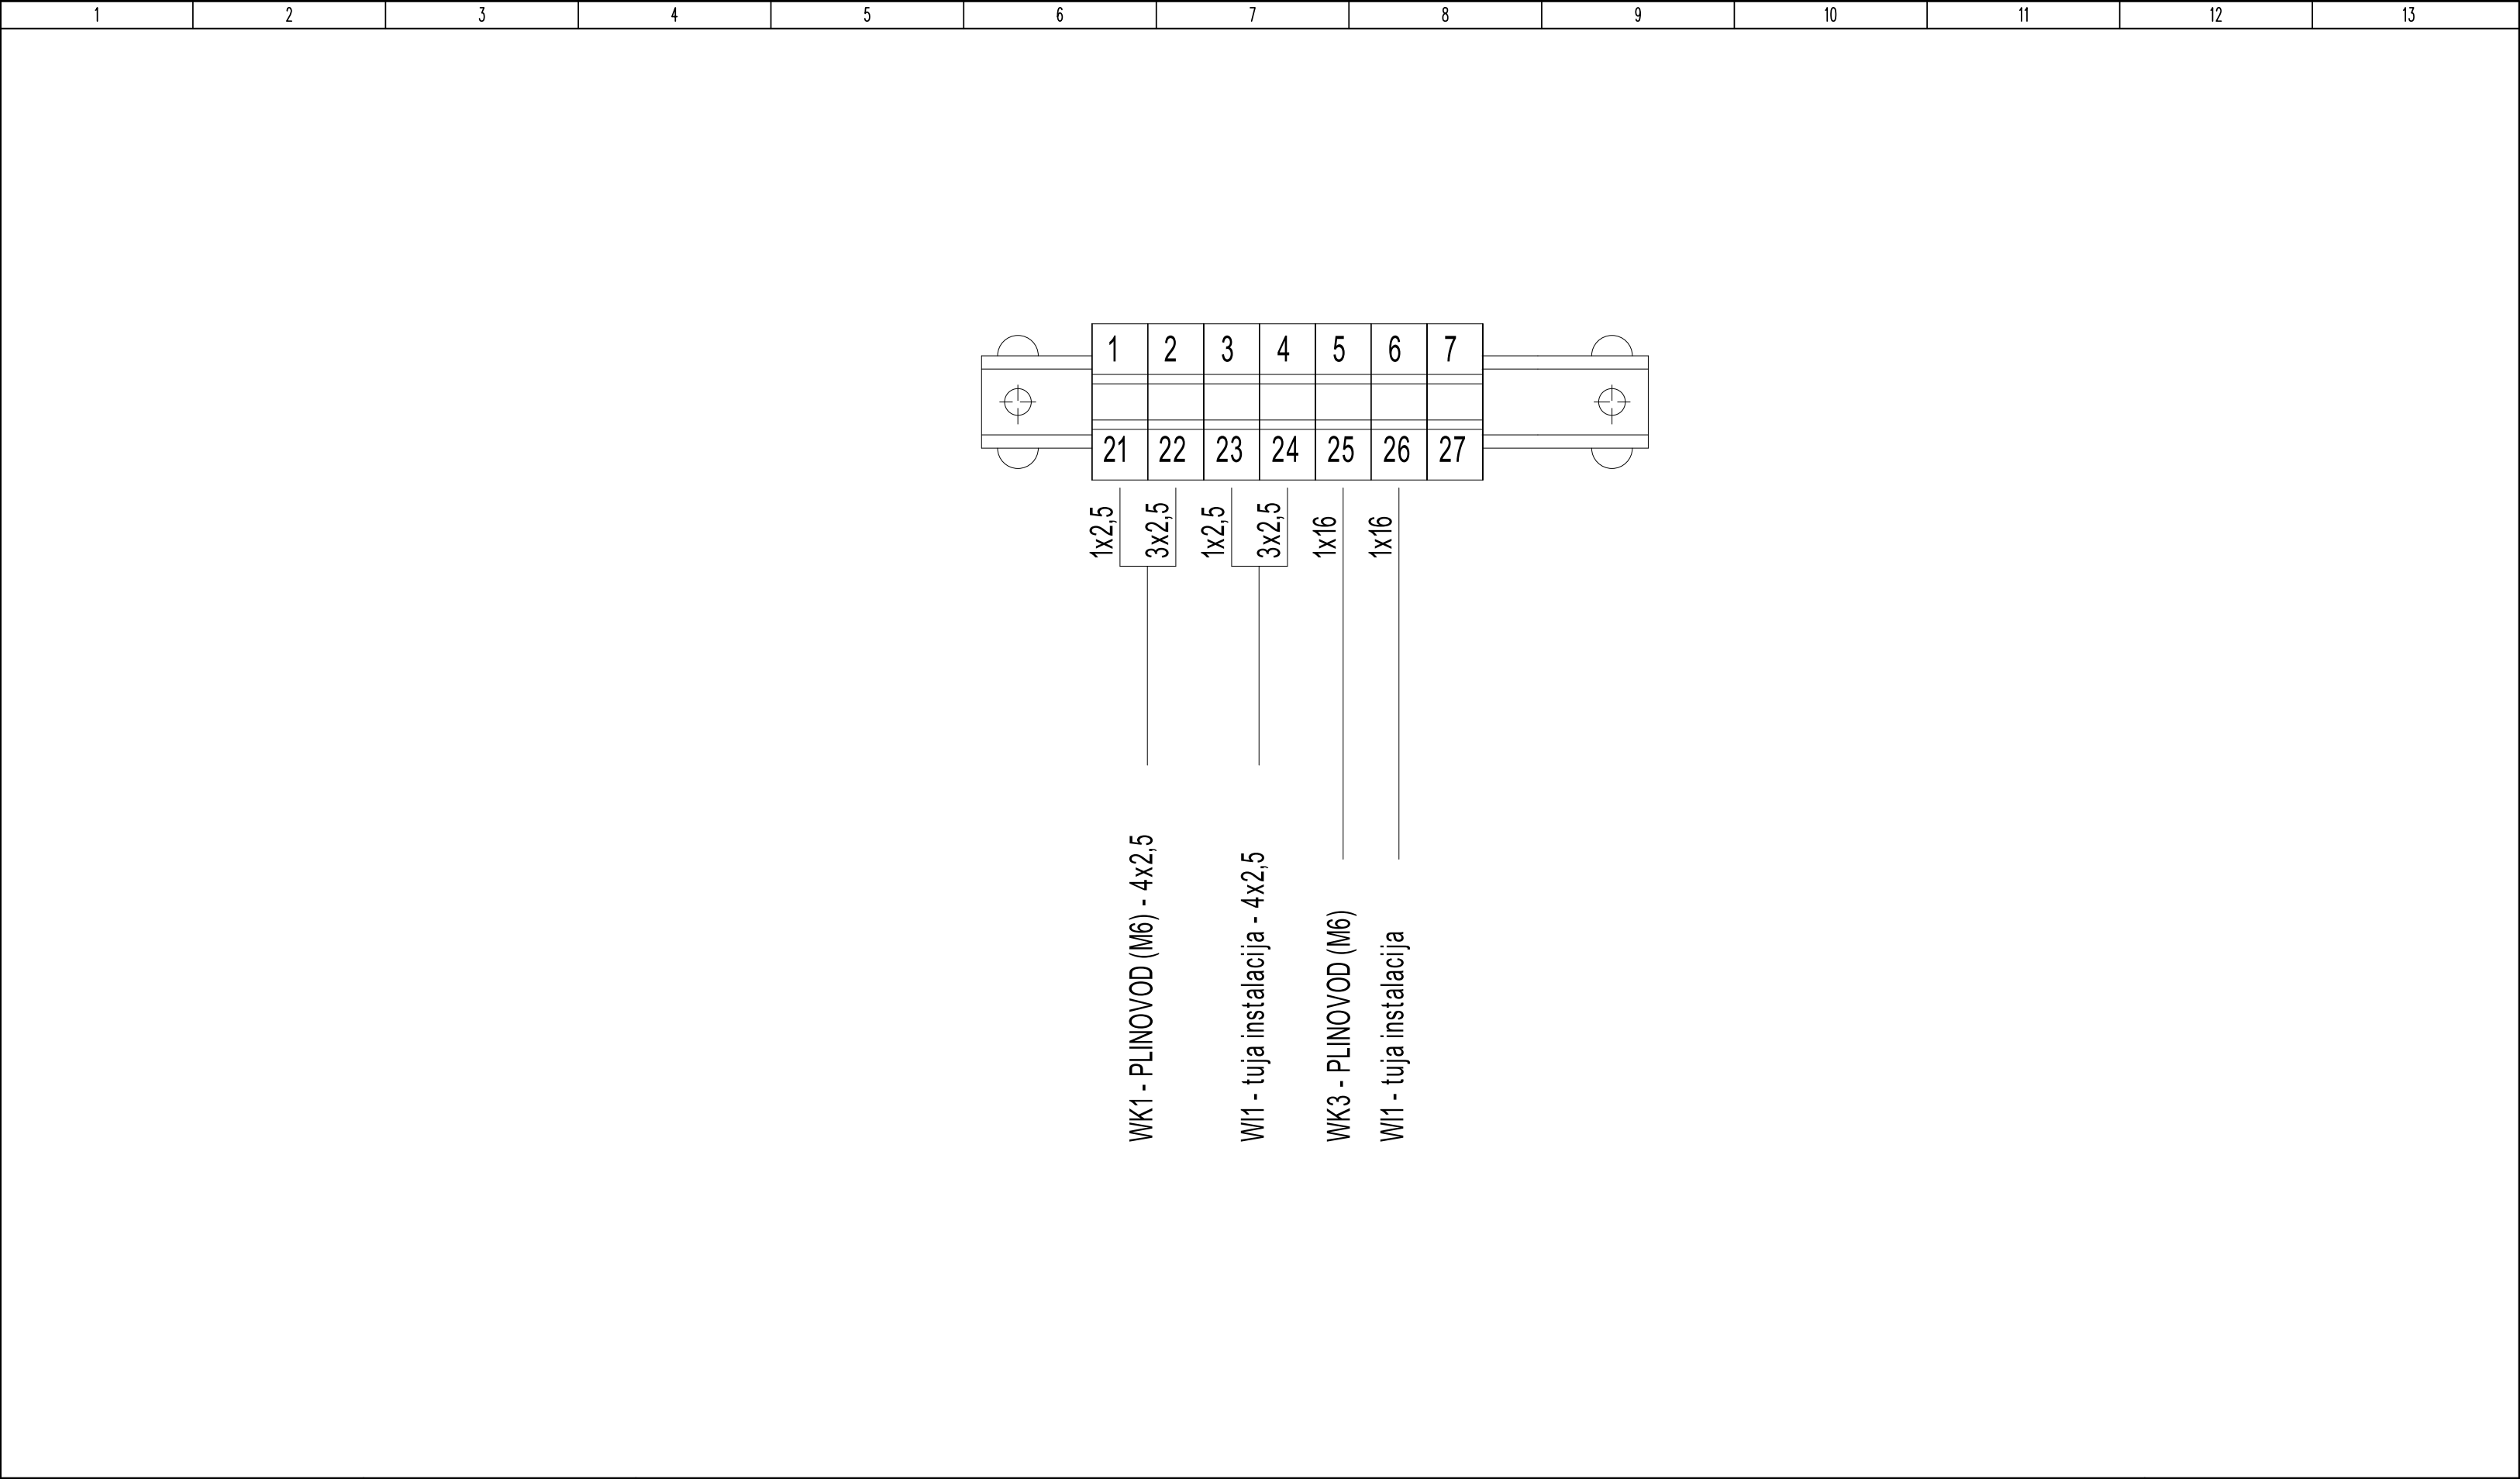 1 2 3 4 5 6 7 8 9 10 11 12 13
1 2 3 4 5 6 7
21 22 23 24 25 26 27
1x2,5
3x2,5
1x2,5
3x2,5
1x16
1x16
WK1 - PLINOVOD (M6) - 4x2,5
WI1 - tuja instalacija - 4x2,5
WK3 - PLINOVOD (M6)
WI1 - tuja instalacija